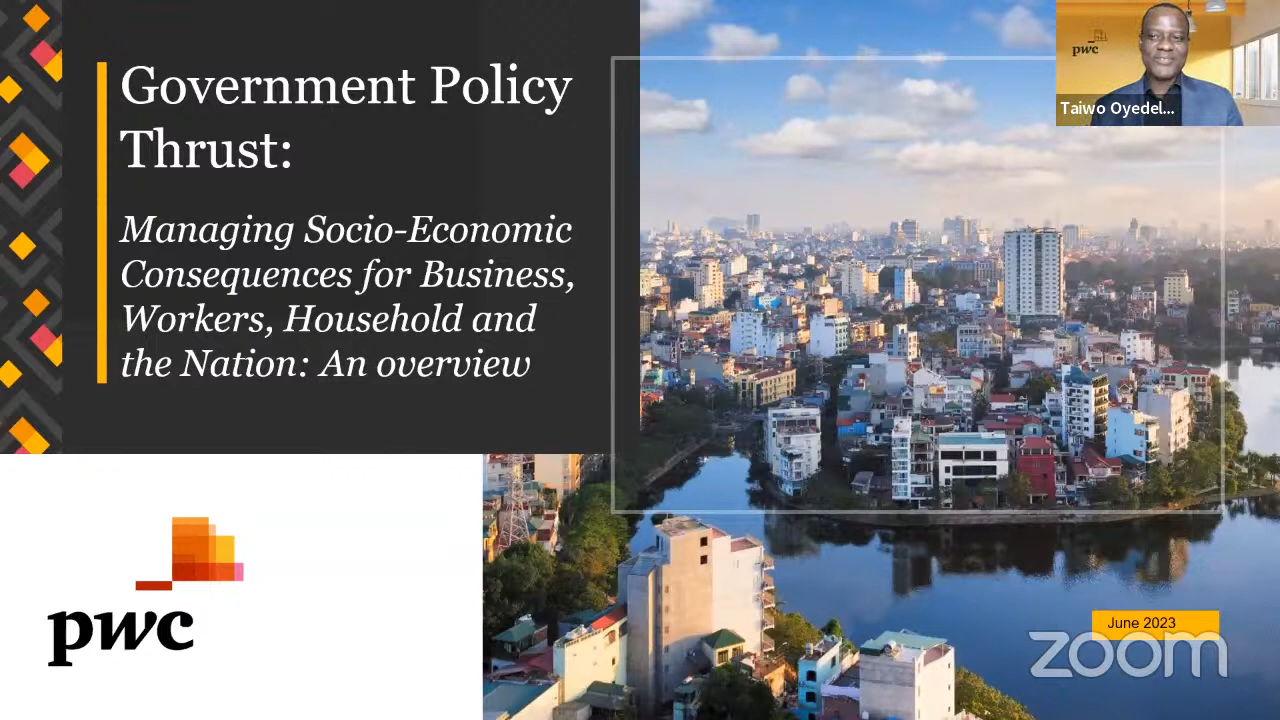 Government Policy
Thrust:
Managing Socio-Economic
Consequences for Business,
Workers, Household and
the Nation: An overview
pwc
Taiwo Oyedel...
pwc
June 2023
zoom